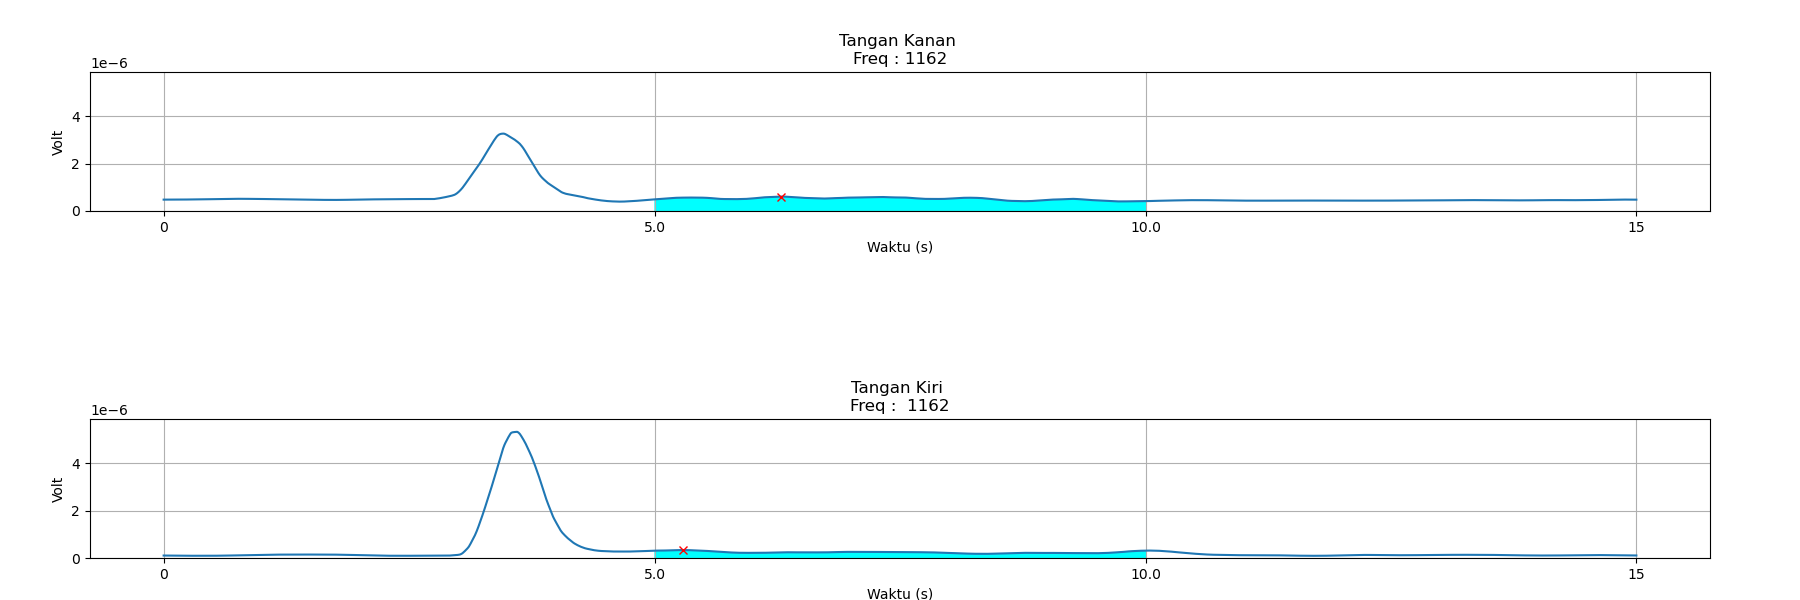 Tangan Kanan
Freq : 1162
1e−6
Volt
4
2
0
0 5.0 10.0 15
Waktu (s)
Tangan Kiri
Freq :  1162
1e−6
Volt
4
2
0
0 5.0 10.0 15
Waktu (s)